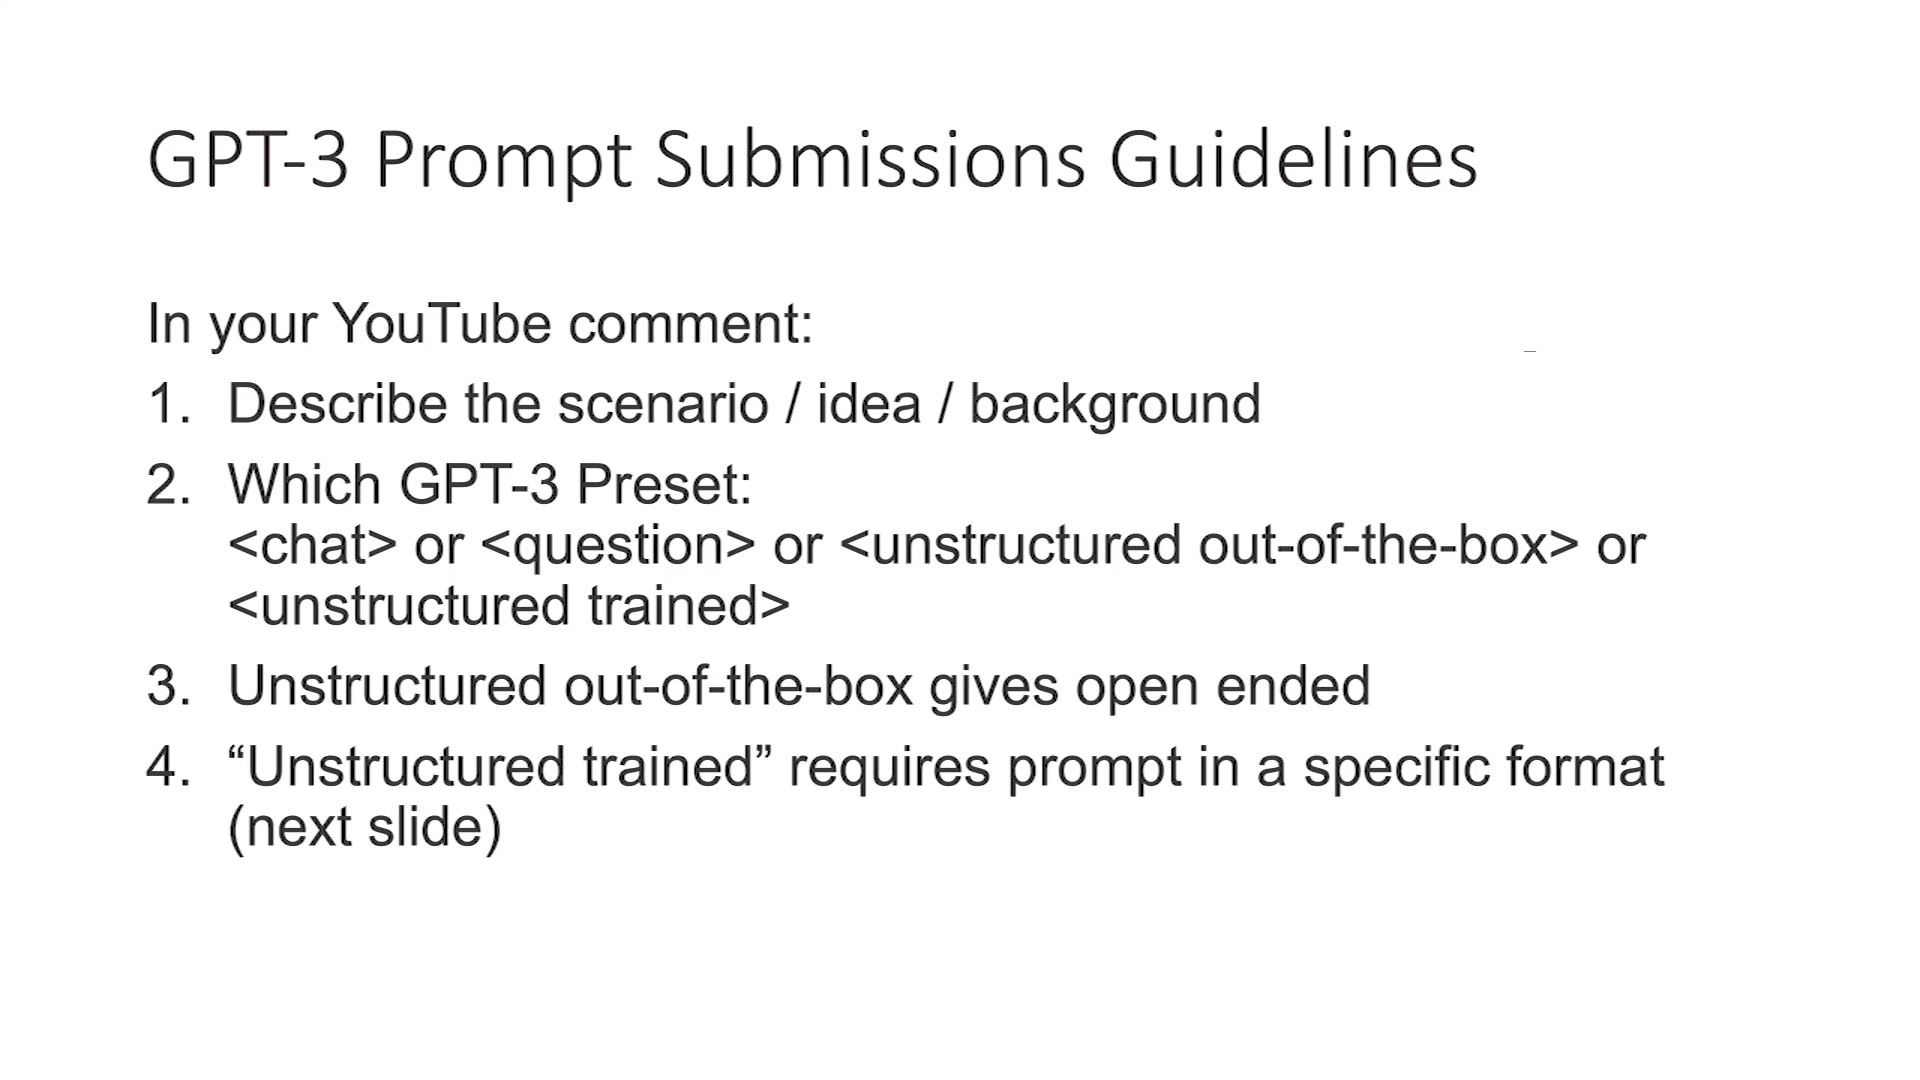 GPT-3 Prompt Submissions Guidelines
In your YouTube comment:
1. Describe the scenario / idea / background
2. Which GPT-3 Preset:
<chat> or <question> or <unstructured out-of-the-box> or
<unstructured trained>
3. Unstructured out-of-the-box gives open ended
4. “Unstructured trained” requires prompt in a specific format
(next slide)